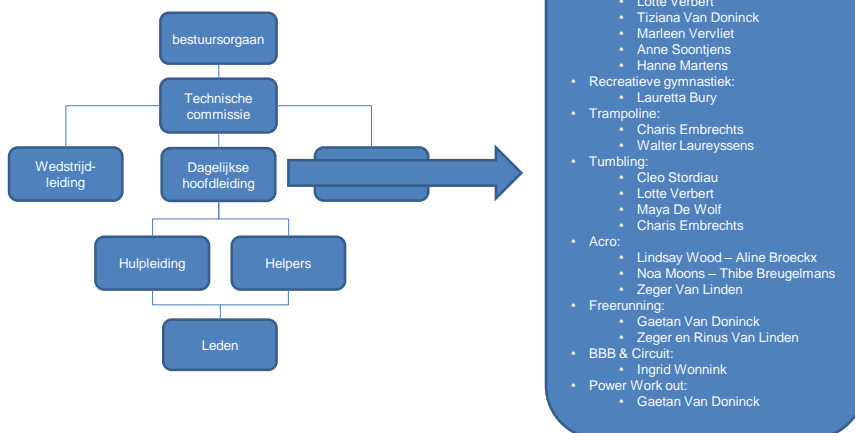 bestuursorgaan
Technische
commissie
Wedstrijd-
leiding
Dagelijkse
hoofdleiding
Hulpleiding
Helpers
Leden
• Lotte Verbert
• Tiziana Van Doninck
• Marleen Vervliet
• Anne Soontjens
• Hanne Martens
• Recreatieve gymnastiek:
• Lauretta Bury
• Trampoline:
• Charis Embrechts
• Walter Laureyssens
• Tumbling:
• Cleo Stordiau
• Lotte Verbert
• Maya De Wolf
• Charis Embrechts
• Acro:
• Lindsay Wood – Aline Broeckx
• Noa Moons – Thibe Breugelmans
• Zeger Van Linden
• Freerunning:
• Gaetan Van Doninck
• Zeger en Rinus Van Linden
• BBB & Circuit:
• Ingrid Wonnink
• Power Work out:
• Gaetan Van Doninck